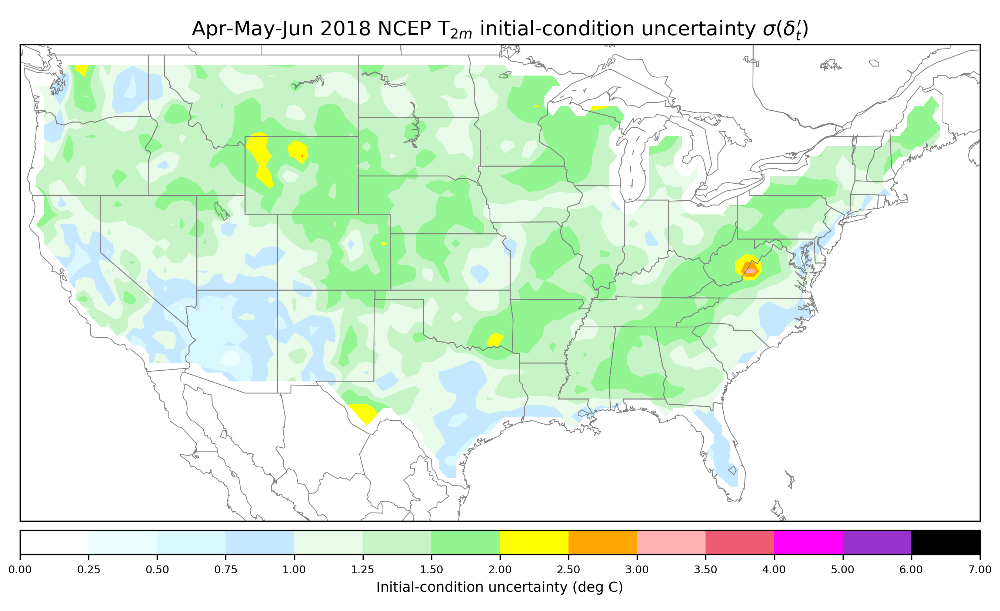 Apr-May-Jun 2018 NCEP T₂ₘ initial-condition uncertainty σ(δ′ₜ)
0.00 0.25 0.50 0.75 1.00 1.25 1.50 2.00 2.50 3.00 3.50 4.00 5.00 6.00 7.00
Initial-condition uncertainty (deg C)